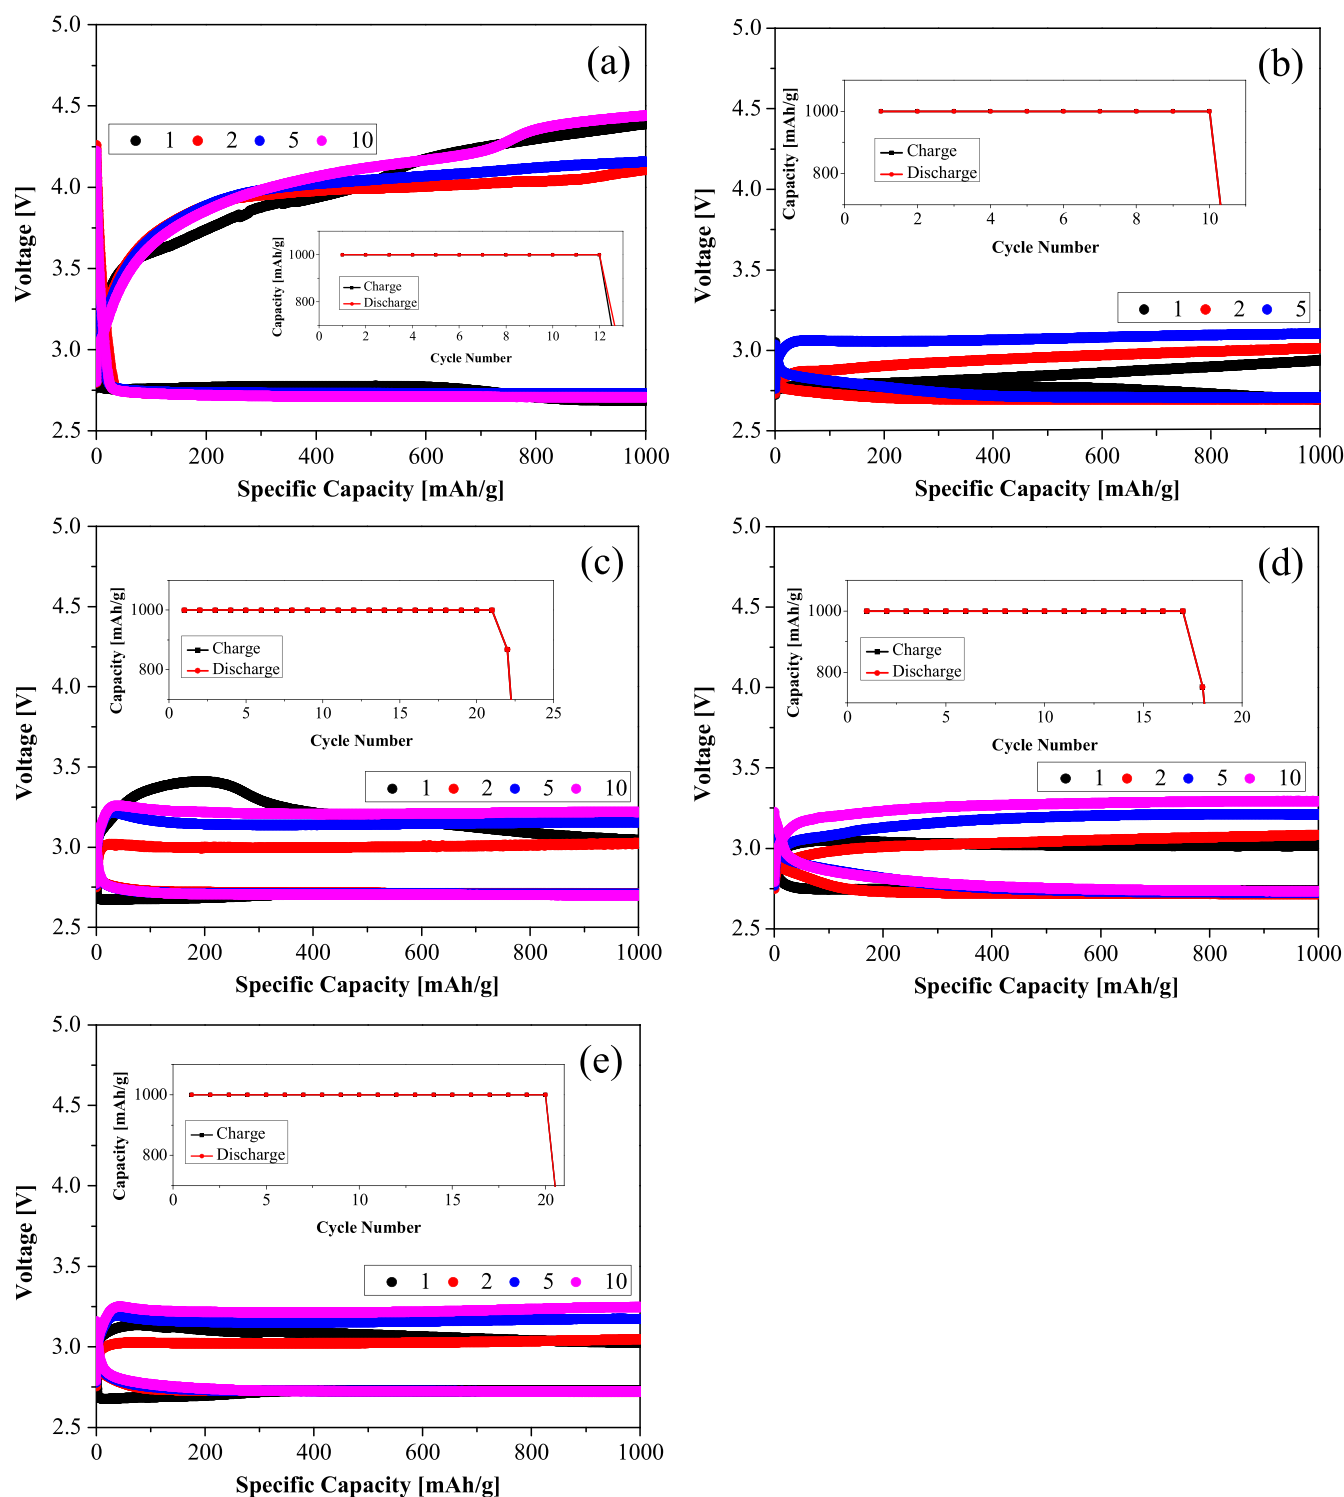 (a)
5.0
4.5
4.0
3.5
3.0
2.5
Voltage [V]
1 2 5 10
Capacity [mAh/g]
1000
800
Charge
Discharge
0 2 4 6 8 10 12
Cycle Number
0 200 400 600 800 1000
Specific Capacity [mAh/g]
(b)
5.0
4.5
4.0
3.5
3.0
2.5
Voltage [V]
Capacity [mAh/g]
1000
800
Charge
Discharge
0 2 4 6 8 10
Cycle Number
1 2 5
0 200 400 600 800 1000
Specific Capacity [mAh/g]
(c)
5.0
4.5
4.0
3.5
3.0
2.5
Voltage [V]
Capacity [mAh/g]
1000
800
Charge
Discharge
0 5 10 15 20 25
Cycle Number
1 2 5 10
0 200 400 600 800 1000
Specific Capacity [mAh/g]
(d)
5.0
4.5
4.0
3.5
3.0
2.5
Voltage [V]
Capacity [mAh/g]
1000
800
Charge
Discharge
0 5 10 15 20
Cycle Number
1 2 5 10
0 200 400 600 800 1000
Specific Capacity [mAh/g]
(e)
5.0
4.5
4.0
3.5
3.0
2.5
Voltage [V]
Capacity [mAh/g]
1000
800
Charge
Discharge
0 5 10 15 20
Cycle Number
1 2 5 10
0 200 400 600 800 1000
Specific Capacity [mAh/g]